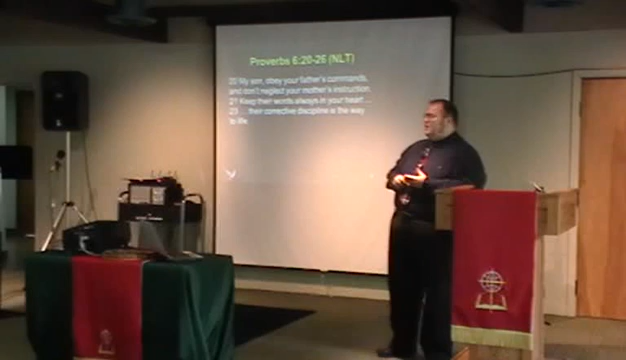 Proverbs 6:20-26 (NLT)
20 My son, obey your father's commands,
and don't neglect your mother's instruction.
21 Keep their words always in your heart ...
23 ... their corrective discipline is the way
to life